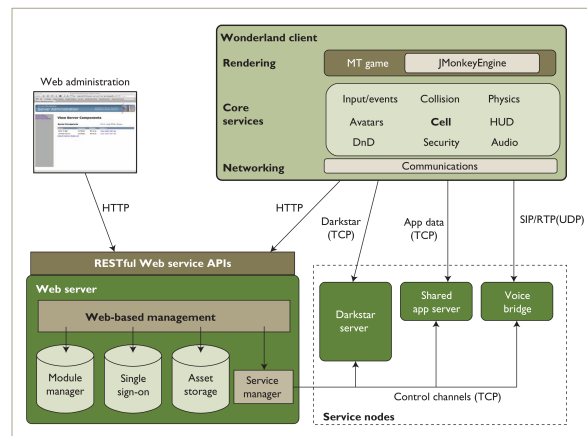 Wonderland client
Rendering
MT game
JMonkeyEngine
Web administration
Core
services
Input/events
Collision
Physics
Avatars
Cell
HUD
DnD
Security
Audio
Networking
Communications
View Server Components
HTTP
HTTP
Darkstar
(TCP)
App data
(TCP)
SIP/RTP(UDP)
RESTful Web service APIs
Web server
Web-based management
Module
manager
Single
sign-on
Asset
storage
Service
manager
Darkstar
server
Shared
app server
Voice
bridge
Control channels (TCP)
Service nodes